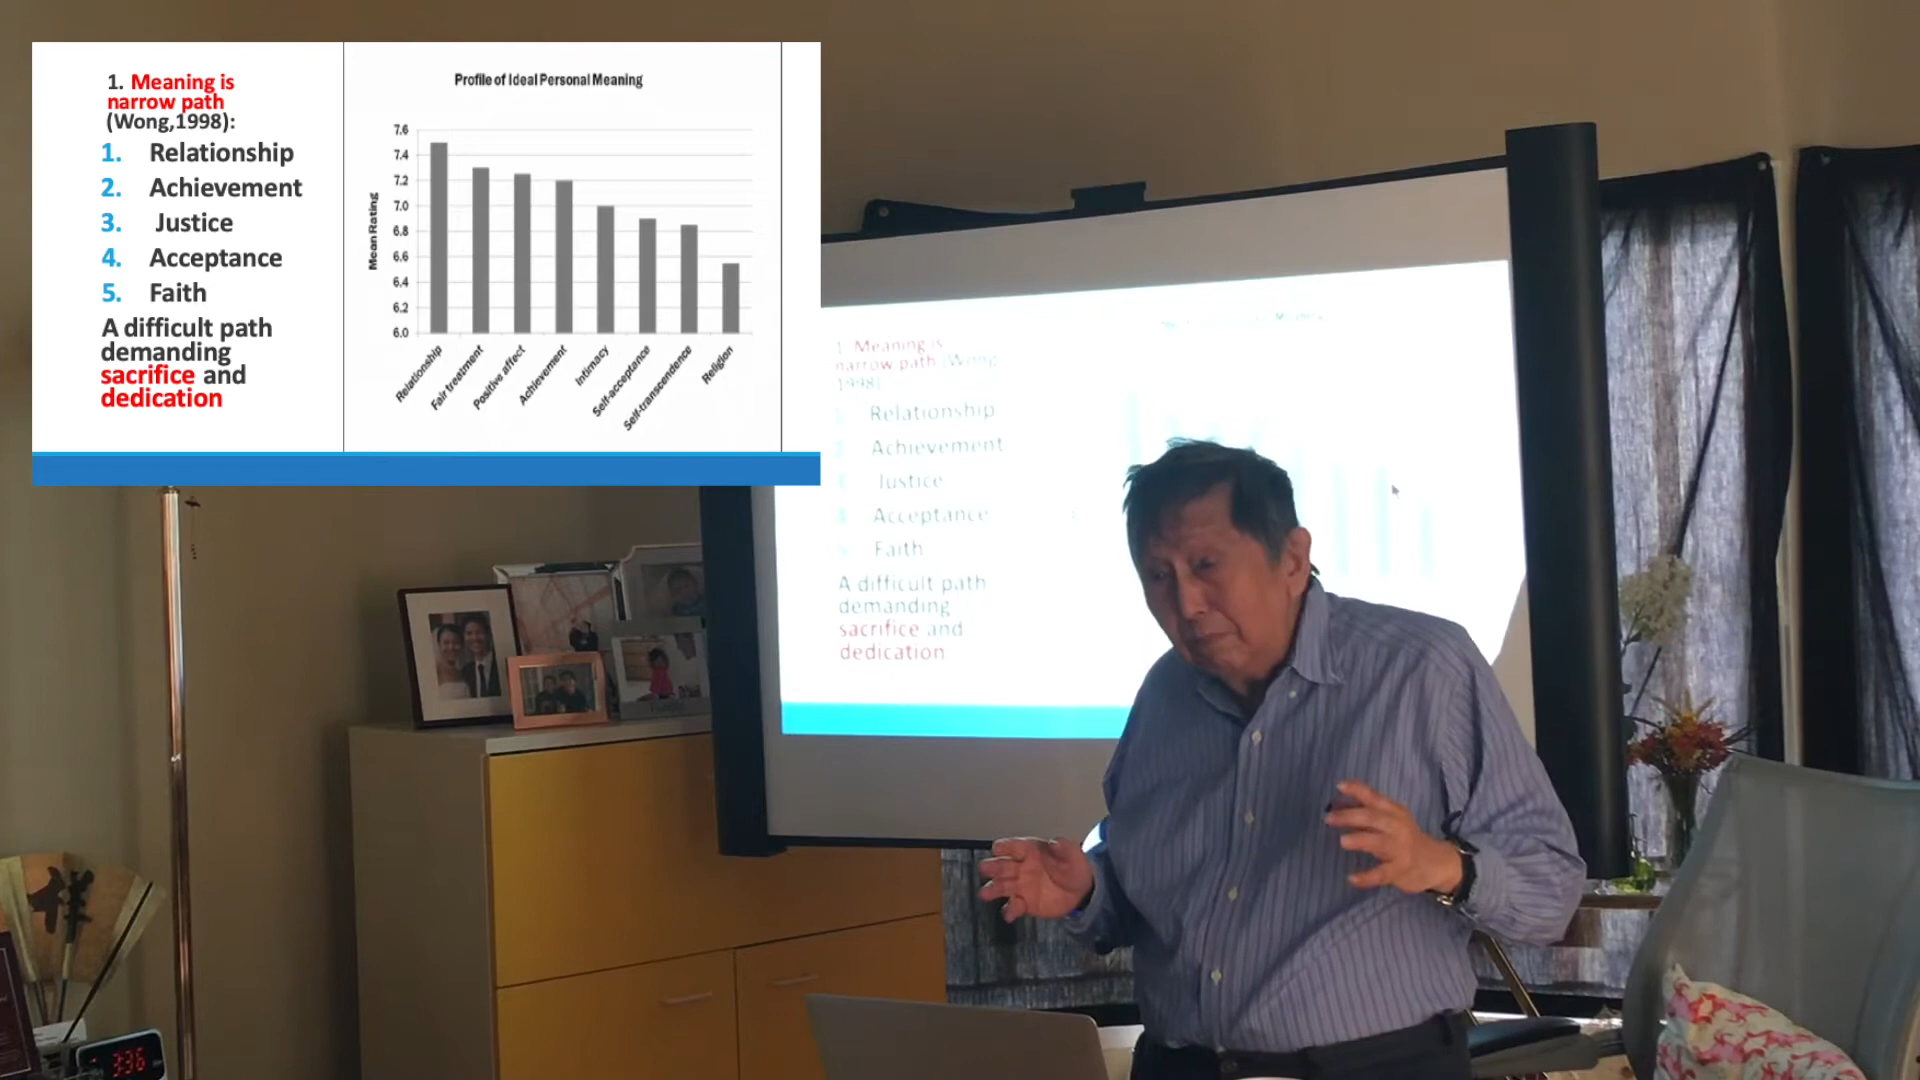 1. Meaning is
narrow path
(Wong,1998):
1. Relationship
2. Achievement
3. Justice
4. Acceptance
5. Faith
A difficult path
demanding
sacrifice and
dedication
Profile of Ideal Personal Meaning
Mean Rating
7.6
7.4
7.2
7.0
6.8
6.6
6.4
6.2
6.0
Relationship
Fair treatment
Positive affect
Achievement
Intimacy
Self-acceptance
Self-transcendence
Religion
1. Meaning is
narrow path (Wong,
1998)
Relationship
Achievement
Justice
Acceptance
Faith
A difficult path
demanding
sacrifice and
dedication
3:36